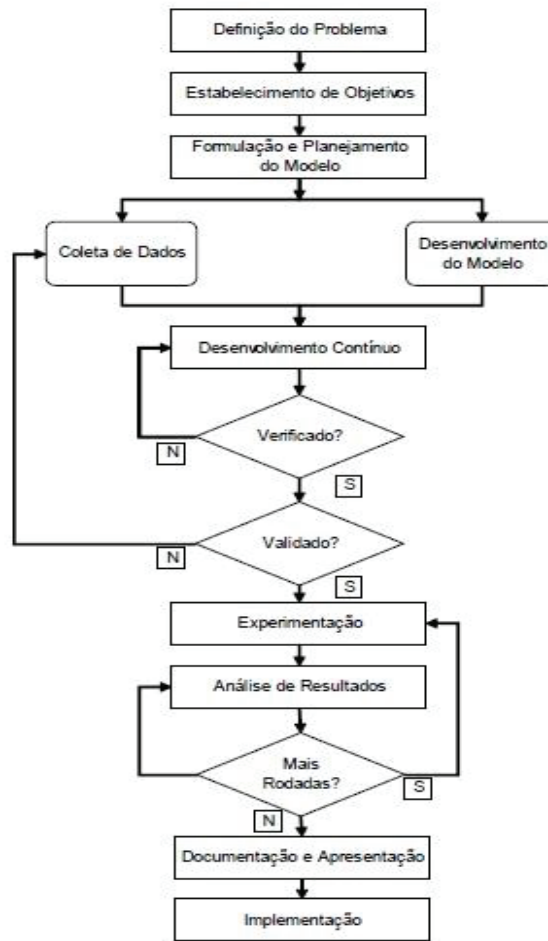 Definição do Problema
Estabelecimento de Objetivos
Formulação e Planejamento
do Modelo
Coleta de Dados
Desenvolvimento
do Modelo
Desenvolvimento Contínuo
Verificado?
N
S
Validado?
N
S
Experimentação
Análise de Resultados
Mais
Rodadas?
S
N
Documentação e Apresentação
Implementação